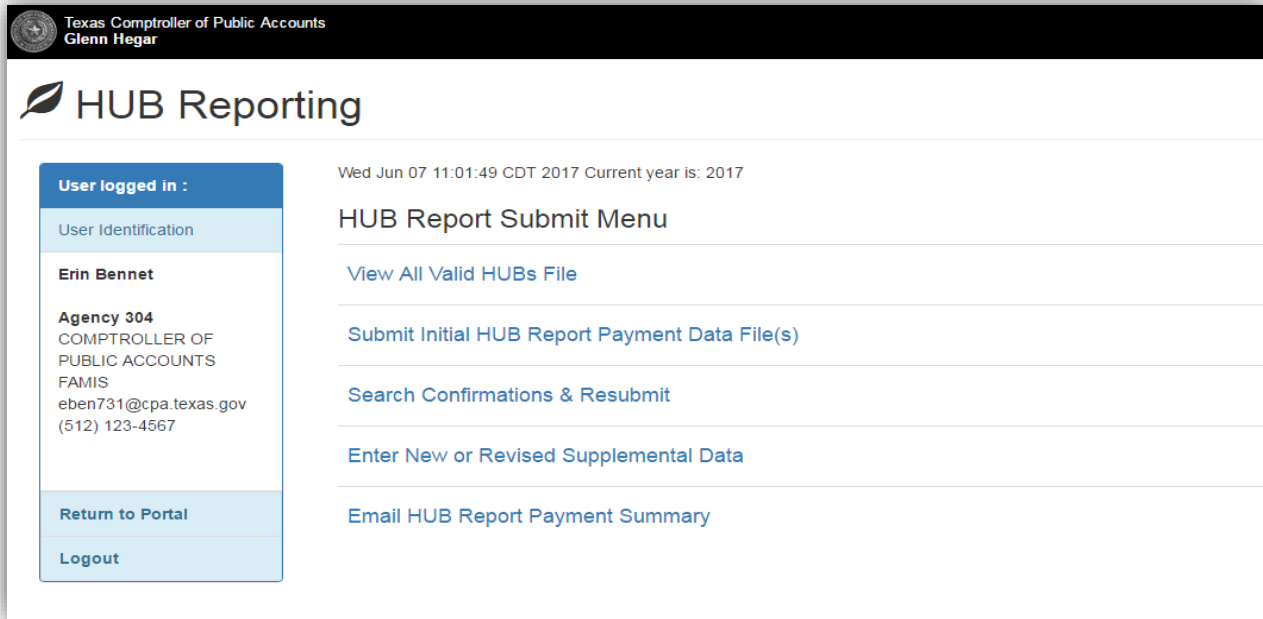 Texas Comptroller of Public Accounts
Glenn Hegar
HUB Reporting
User logged in :
User Identification
Erin Bennet
Agency 304
COMPTROLLER OF
PUBLIC ACCOUNTS
FAMIS
eben731@cpa.texas.gov
(512) 123-4567
Return to Portal
Logout
Wed Jun 07 11:01:49 CDT 2017 Current year is: 2017
HUB Report Submit Menu
View All Valid HUBs File
Submit Initial HUB Report Payment Data File(s)
Search Confirmations & Resubmit
Enter New or Revised Supplemental Data
Email HUB Report Payment Summary